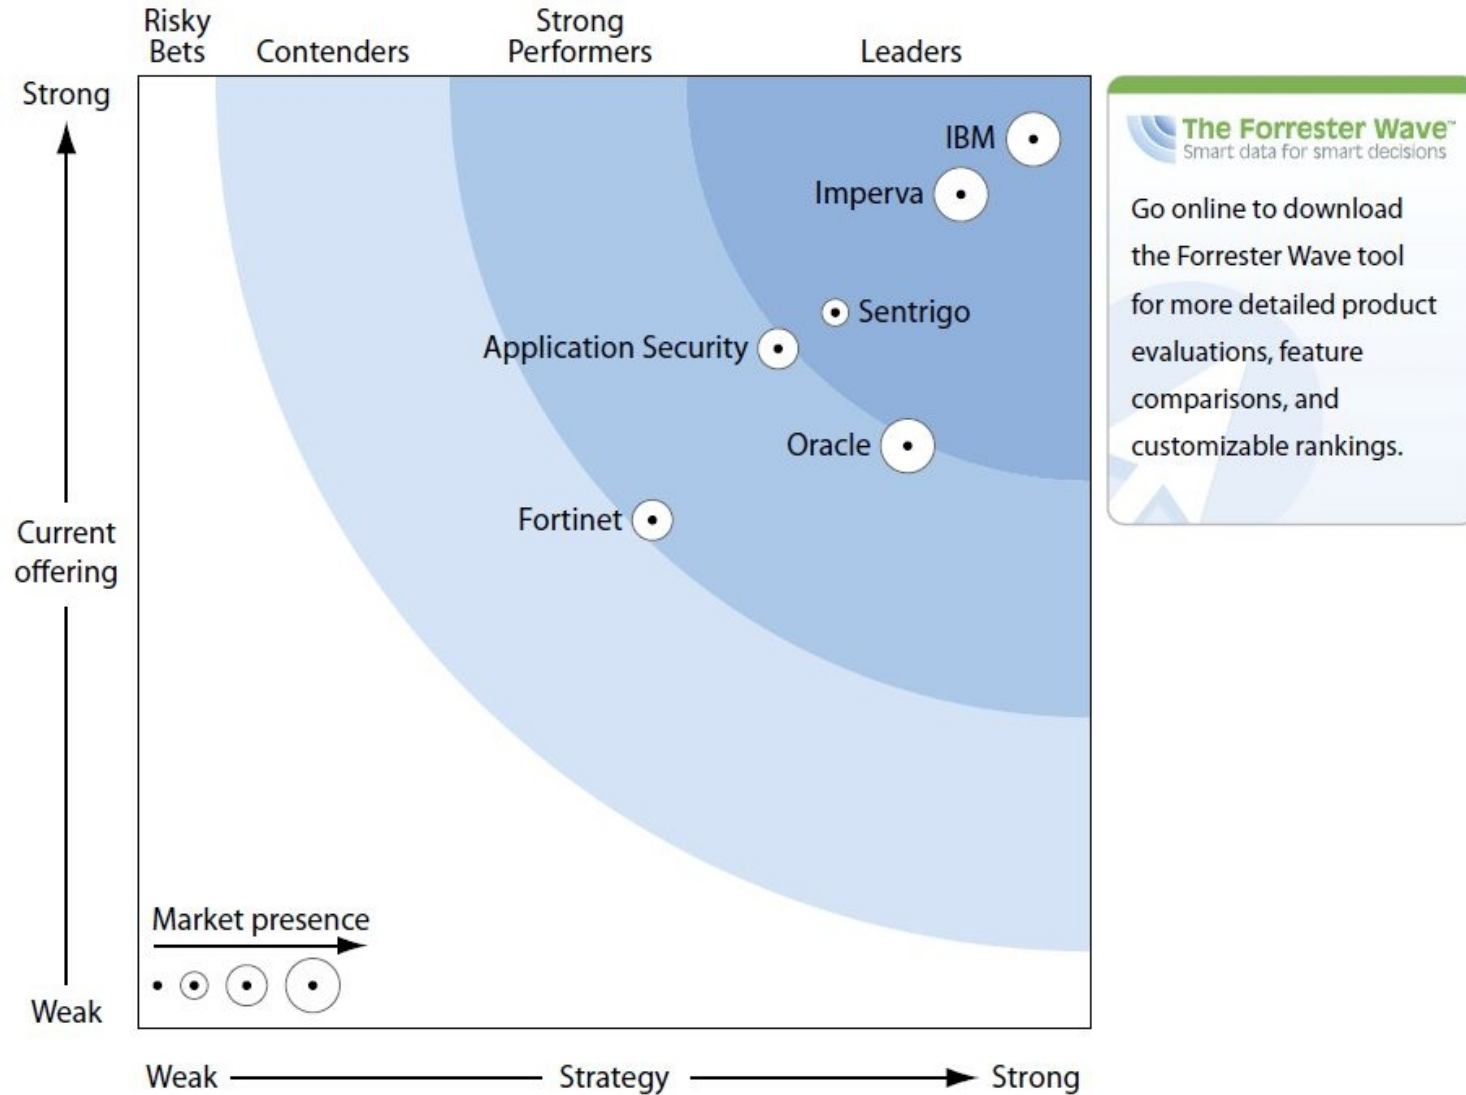 Risky
Bets
Contenders
Strong
Performers
Leaders
Strong
Current
offering
Weak
IBM
Imperva
Sentrigo
Application Security
Oracle
Fortinet
Market presence
Weak
Strategy
Strong
The Forrester Wave™
Smart data for smart decisions
Go online to download
the Forrester Wave tool
for more detailed product
evaluations, feature
comparisons, and
customizable rankings.